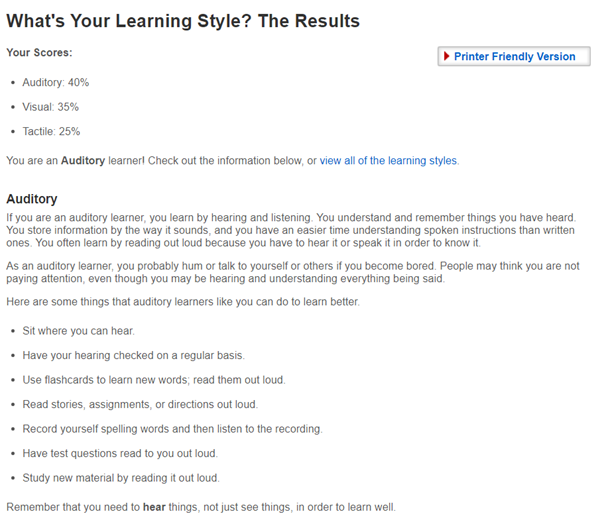 What's Your Learning Style? The Results
Your Scores:
Printer Friendly Version
Auditory: 40%
Visual: 35%
Tactile: 25%
You are an Auditory learner! Check out the information below, or view all of the learning styles.
Auditory
If you are an auditory learner, you learn by hearing and listening. You understand and remember things you have heard.
You store information by the way it sounds, and you have an easier time understanding spoken instructions than written
ones. You often learn by reading out loud because you have to hear it or speak it in order to know it.
As an auditory learner, you probably hum or talk to yourself or others if you become bored. People may think you are not
paying attention, even though you may be hearing and understanding everything being said.
Here are some things that auditory learners like you can do to learn better.
Sit where you can hear.
Have your hearing checked on a regular basis.
Use flashcards to learn new words; read them out loud.
Read stories, assignments, or directions out loud.
Record yourself spelling words and then listen to the recording.
Have test questions read to you out loud.
Study new material by reading it out loud.
Remember that you need to hear things, not just see things, in order to learn well.